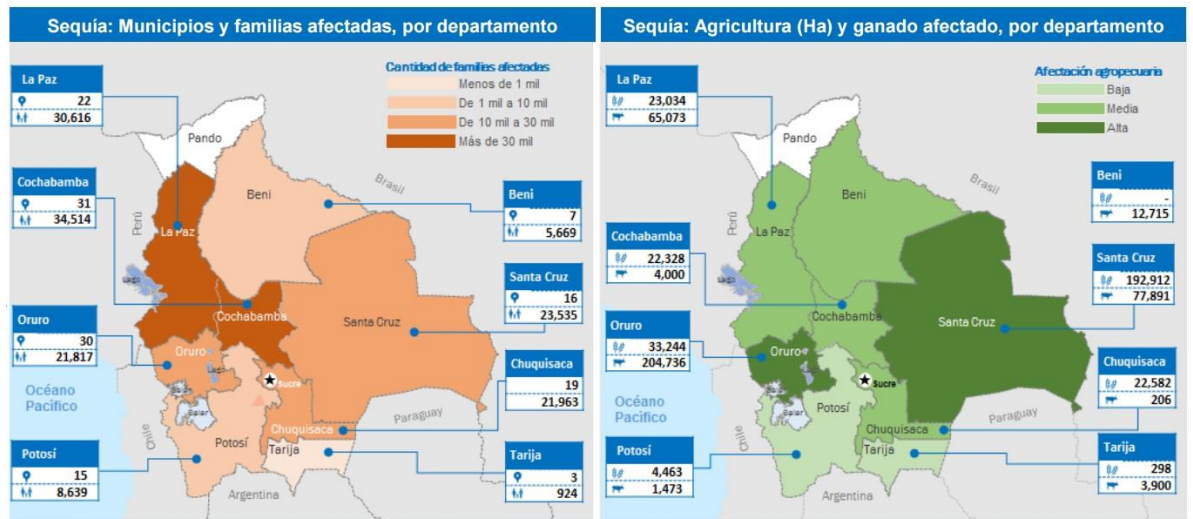 Sequía: Municipios y familias afectadas, por departamento
Cantidad de familias afectadas
Menos de 1 mil
De 1 mil a 10 mil
De 10 mil a 30 mil
Más de 30 mil
La Paz
22
30,616
Cochabamba
31
34,514
Oruro
30
21,817
Potosí
15
8,639
Beni
7
5,669
Santa Cruz
16
23,535
Chuquisaca
19
21,963
Tarija
3
924
Pando
Beni
Brasil
Perú
La Paz
Lago
Cochabamba
Santa Cruz
Oruro
Lago
Sucre
Salar
Océano
Pacífico
Potosí
Chuquisaca
Paraguay
Chile
Tarija
Argentina
Sequía: Agricultura (Ha) y ganado afectado, por departamento
Afectación agropecuaria
Baja
Media
Alta
La Paz
23,034
65,073
Cochabamba
22,328
4,000
Oruro
33,244
204,736
Potosí
4,463
1,473
Beni
-
12,715
Santa Cruz
192,912
77,891
Chuquisaca
22,582
206
Tarija
298
3,900
Pando
Beni
Brasil
Perú
La Paz
Lago
Cochabamba
Santa Cruz
Oruro
Sucre
Salar
Océano
Pacífico
Potosí
Chuquisaca
Paraguay
Chile
Tarija
Argentina